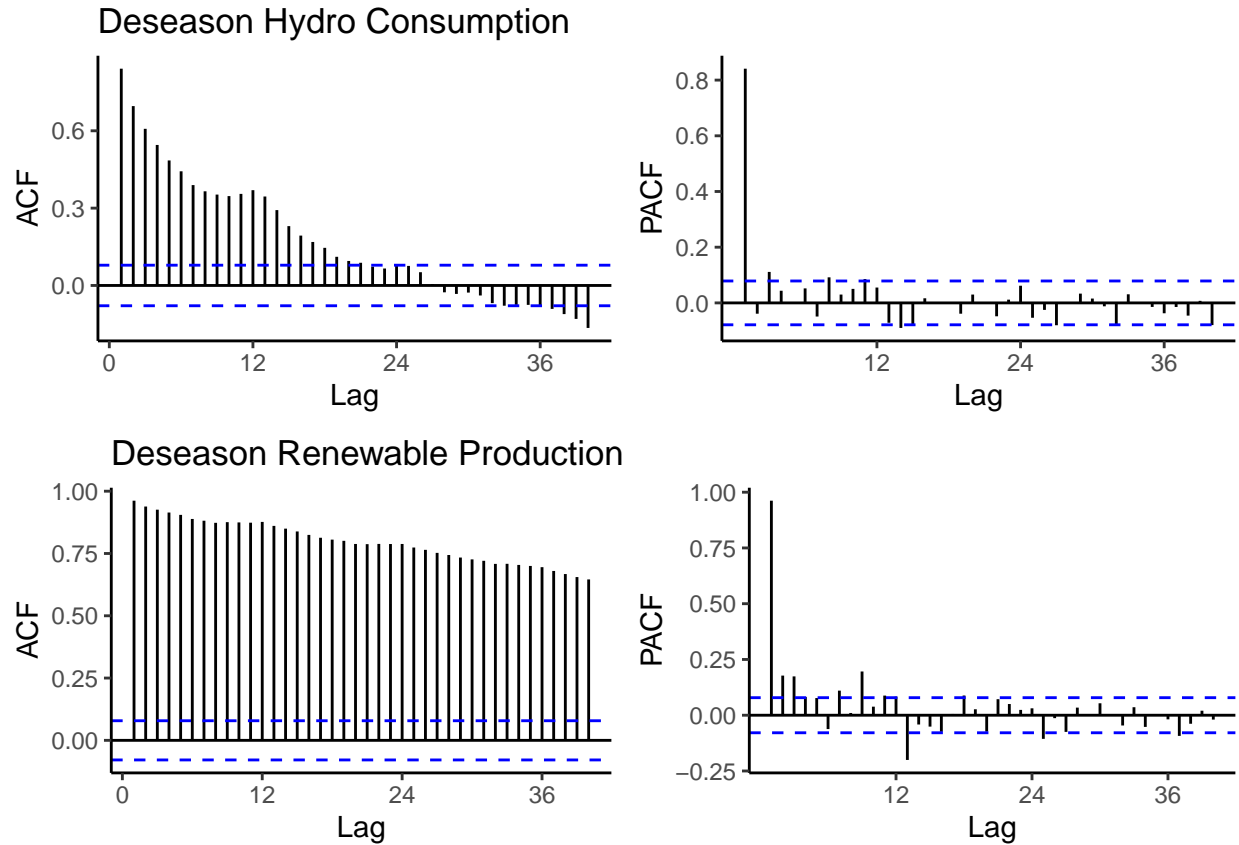 Deseason Hydro Consumption
ACF
0.6
0.3
0.0
0 12 24 36
Lag
PACF
0.8
0.6
0.4
0.2
0.0
12 24 36
Lag
Deseason Renewable Production
ACF
1.00
0.75
0.50
0.25
0.00
0 12 24 36
Lag
PACF
1.00
0.75
0.50
0.25
0.00
−0.25
12 24 36
Lag